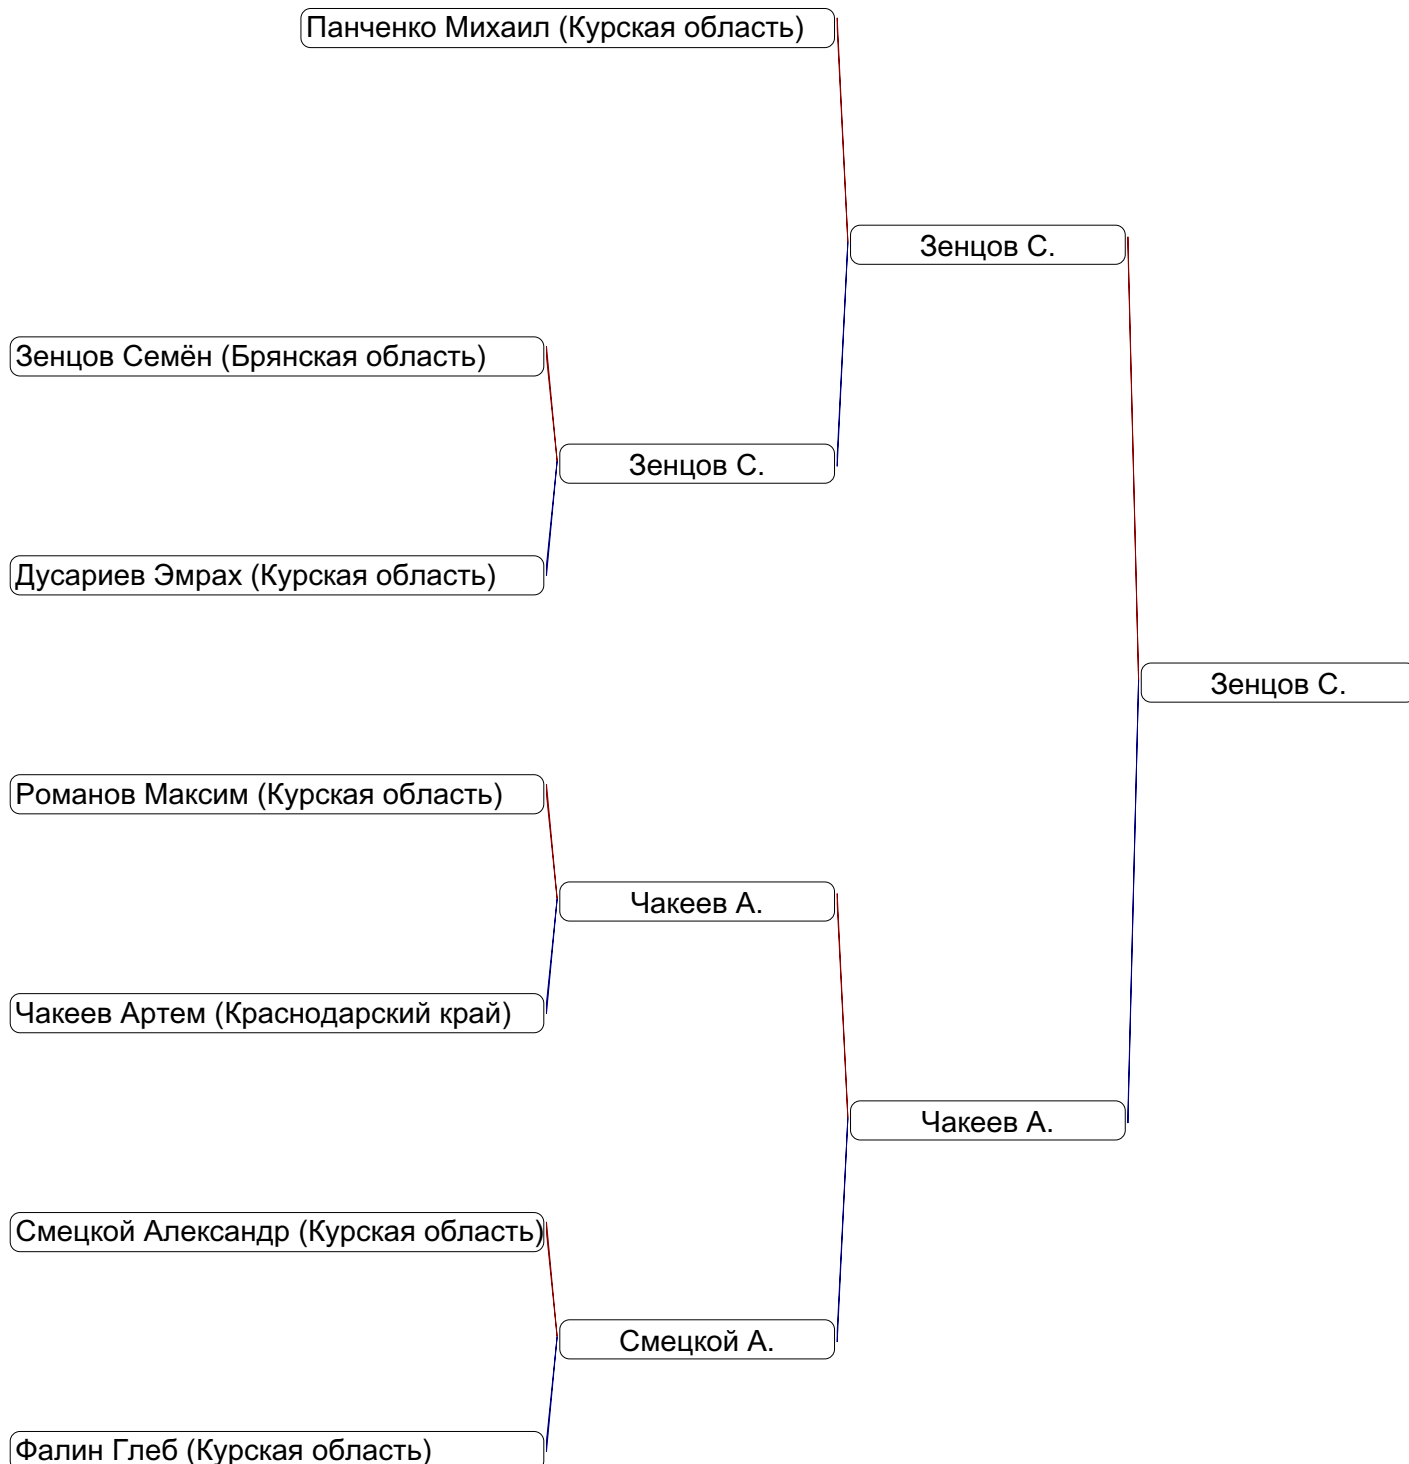 Панченко Михаил (Курская область)
Зенцов С.
Зенцов Семён (Брянская область)
Зенцов С.
Дусариев Эмрах (Курская область)
Зенцов С.
Романов Максим (Курская область)
Чакеев А.
Чакеев Артем (Краснодарский край)
Чакеев А.
Смецкой Александр (Курская область)
Смецкой А.
Фалин Глеб (Курская область)